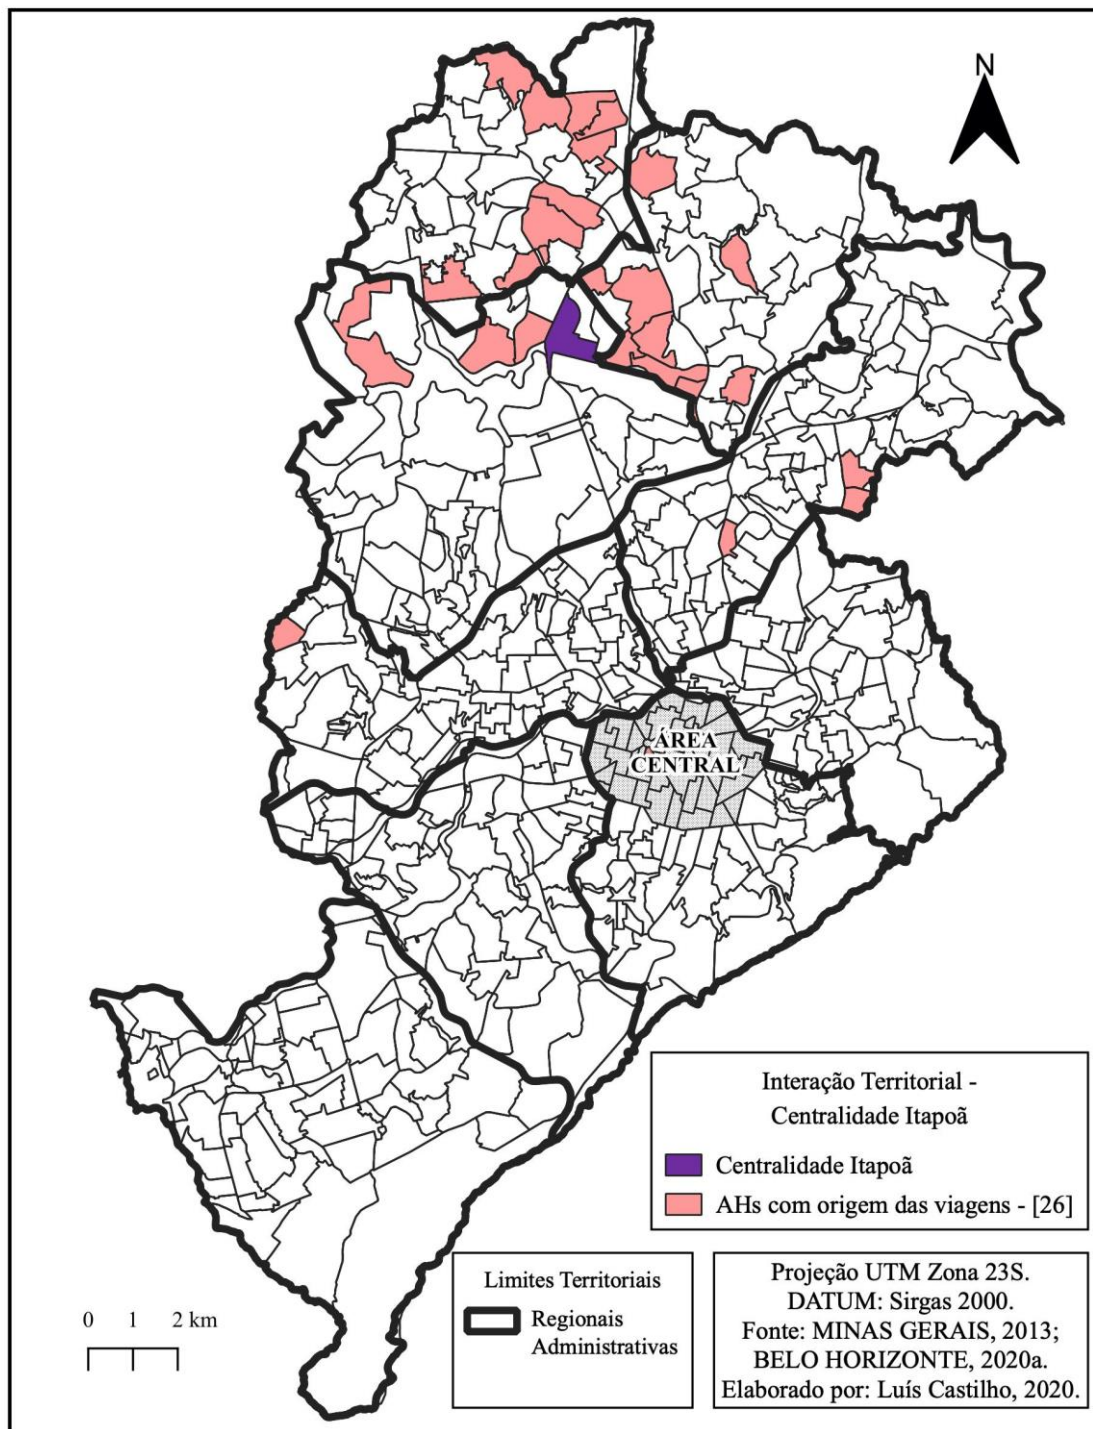 N
ÁREA
CENTRAL
Interação Territorial -
Centralidade Itapoã
Centralidade Itapoã
AHs com origem das viagens - [26]
Limites Territoriais
Regionais
Administrativas
Projeção UTM Zona 23S.
DATUM: Sirgas 2000.
Fonte: MINAS GERAIS, 2013;
BELO HORIZONTE, 2020a.
Elaborado por: Luís Castilho, 2020.
0 1 2 km